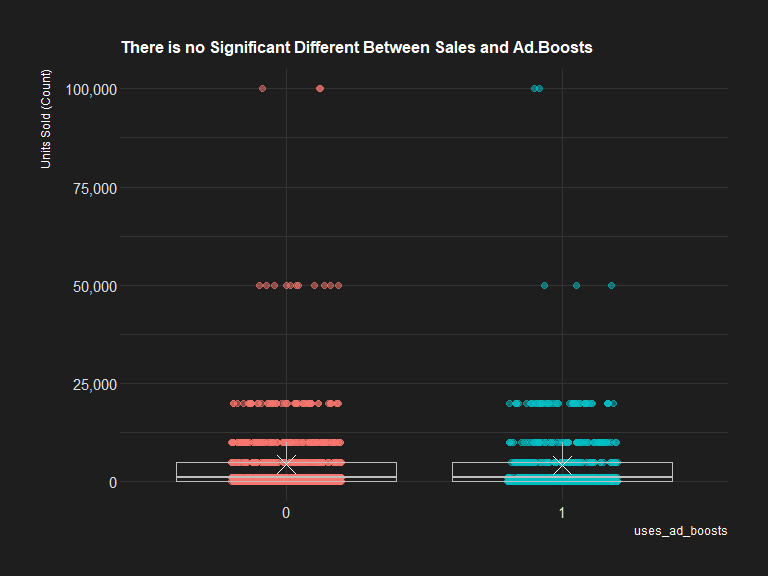 There is no Significant Different Between Sales and Ad.Boosts
Units Sold (Count)
100,000
75,000
50,000
25,000
0
0
1
uses_ad_boosts